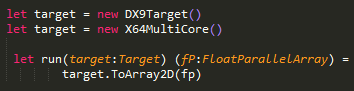 let target = new DX9Target()
let target = new X64MultiCore()
let run(target:Target) (fP:FloatParallelArray) =
target.ToArray2D(fp)